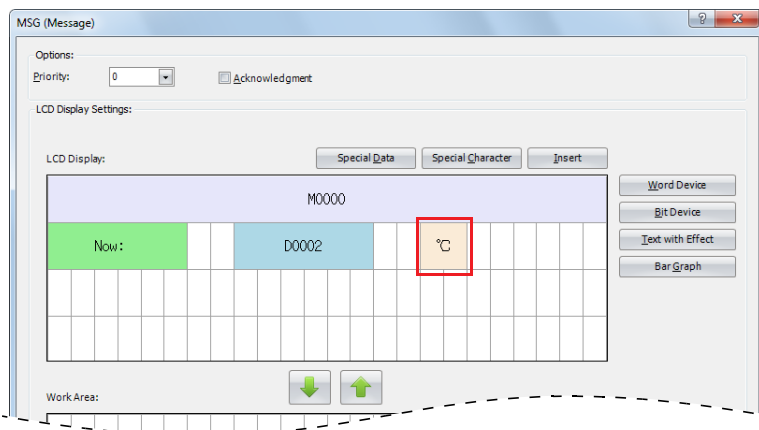 MSG (Message)
?
x
Options:
Priority: 0 Acknowledgment
LCD Display Settings:
LCD Display: Special Data Special Character Insert
M0000 Word Device
Bit Device
Now: D0002 ℃ Text with Effect
Bar Graph
Work Area: